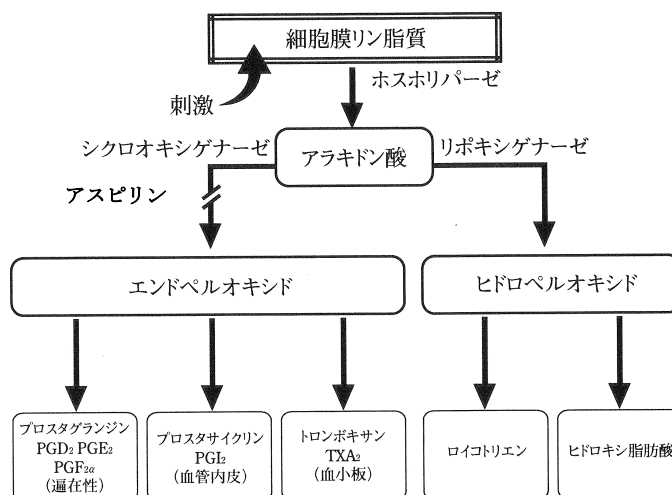 細胞膜リン脂質
ホスホリパーゼ
刺激
シクロオキシゲナーゼ
アラキドン酸
リポキシゲナーゼ
アスピリン
エンドペルオキシド
ヒドロペルオキシド
プロスタグランジン
PGD₂ PGE₂
PGF₂α
(遍在性)
プロスタサイクリン
PGI₂
(血管内皮)
トロンボキサン
TXA₂
(血小板)
ロイコトリエン
ヒドロキシ脂肪酸